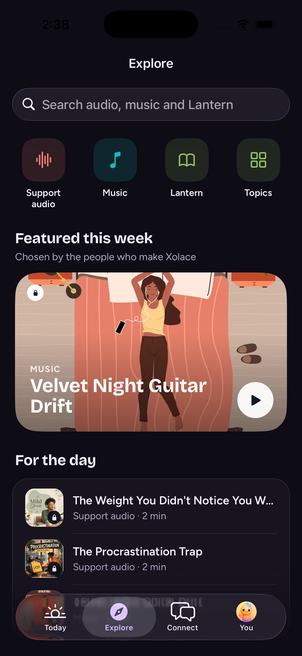 2:38
Explore
Search audio, music and Lantern
Support
audio
Music
Lantern
Topics
Featured this week
Chosen by the people who make Xolace
MUSIC
Velvet Night Guitar
Drift
For the day
The Weight You Didn't Notice You W...
Support audio · 2 min
The Procrastination Trap
Support audio · 2 min
Today
Explore
Connect
You